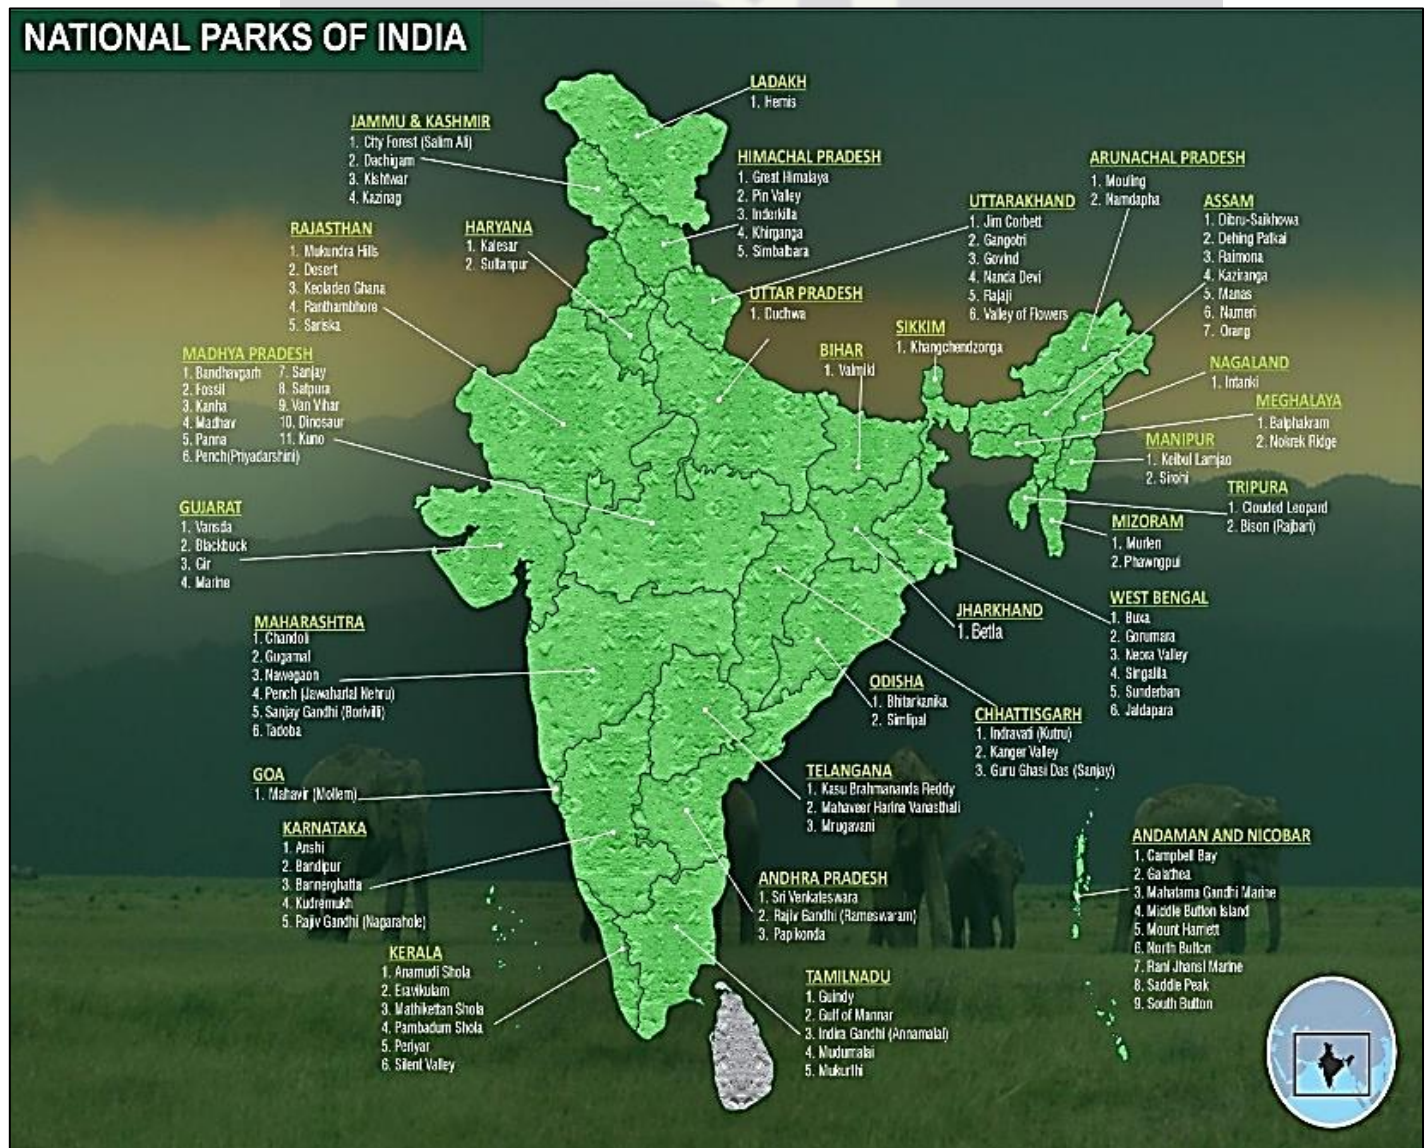 NATIONAL PARKS OF INDIA
LADAKH
1. Hemis
JAMMU & KASHMIR
1. City Forest (Salim Ali)
2. Dachigam
3. Kishtwar
4. Kazinag
HIMACHAL PRADESH
1. Great Himalaya
2. Pin Valley
3. Inderkilla
4. Khirganga
5. Simbalbara
ARUNACHAL PRADESH
1. Mouling
2. Namdapha
UTTARAKHAND
1. Jim Corbett
2. Gangotri
3. Govind
4. Nanda Devi
5. Rajaji
6. Valley of Flowers
ASSAM
1. Dibru-Saikhowa
2. Dehing Patkai
3. Raimona
4. Kaziranga
5. Manas
6. Nameri
7. Orang
RAJASTHAN
1. Mukundra Hills
2. Desert
3. Keoladeo Ghana
4. Ranthambhore
5. Sariska
HARYANA
1. Kalesar
2. Sultanpur
UTTAR PRADESH
1. Duchwa
SIKKIM
1. Khangchendzonga
BIHAR
1. Valmiki
MADHYA PRADESH
1. Bandhavgarh
2. Fossil
3. Kanha
4. Madhav
5. Panna
6. Pench(Priyadarshini)
7. Sanjay
8. Satpura
9. Van Vihar
10. Dinosaur
11. Kuno
NAGALAND
1. Intanki
MEGHALAYA
1. Balphakram
2. Nokrek Ridge
MANIPUR
1. Keibul Lamjao
2. Sirohi
TRIPURA
1. Clouded Leopard
2. Bison (Rajbari)
MIZORAM
1. Murlen
2. Phawngpui
GUJARAT
1. Vansda
2. Blackbuck
3. Gir
4. Marine
WEST BENGAL
1. Buxa
2. Gorumara
3. Neora Valley
4. Singalila
5. Sunderban
6. Jaldapara
JHARKHAND
1. Betla
MAHARASHTRA
1. Chandoli
2. Gugamal
3. Nawegaon
4. Pench (Jawaharlal Nehru)
5. Sanjay Gandhi (Borivilli)
6. Tadoba
ODISHA
1. Bhitarkanika
2. Simlipal
CHHATTISGARH
1. Indravati (Kutru)
2. Kanger Valley
3. Guru Ghasi Das (Sanjay)
GOA
1. Mahavir (Mollem)
TELANGANA
1. Kasu Brahmananda Reddy
2. Mahaveer Harina Vanasthali
3. Mrugavani
KARNATAKA
1. Anshi
2. Bandipur
3. Bannerghatta
4. Kudremukh
5. Rajiv Gandhi (Nagarahole)
ANDHRA PRADESH
1. Sri Venkateswara
2. Rajiv Gandhi (Rameswaram)
3. Papikonda
ANDAMAN AND NICOBAR
1. Campbell Bay
2. Galathea
3. Mahatama Gandhi Marine
4. Middle Button Island
5. Mount Harriett
6. North Button
7. Rani Jhansi Marine
8. Saddle Peak
9. South Button
KERALA
1. Anamudi Shola
2. Eravikulam
3. Mathikettan Shola
4. Pambadum Shola
5. Periyar
6. Silent Valley
TAMILNADU
1. Guindy
2. Gulf of Mannar
3. Indira Gandhi (Annamalai)
4. Mudumalai
5. Mukurthi